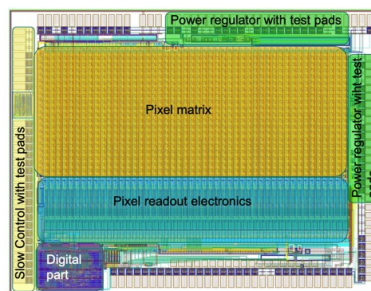 Power regulator with test pads
Slow Control with test pads
Pixel matrix
Power regulator wiht test
pads
Pixel readout electronics
Digital
part